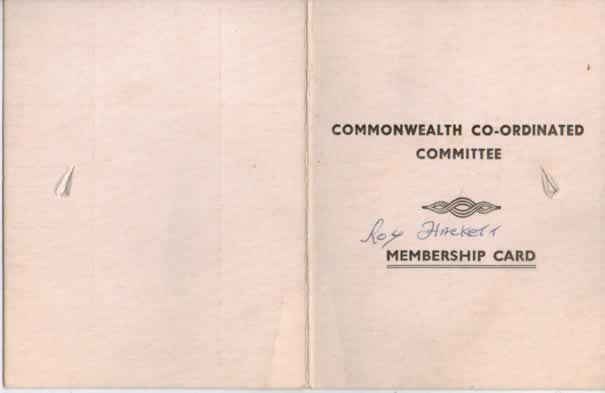 COMMONWEALTH CO-ORDINATED
COMMITTEE
Roy Hackett
MEMBERSHIP CARD